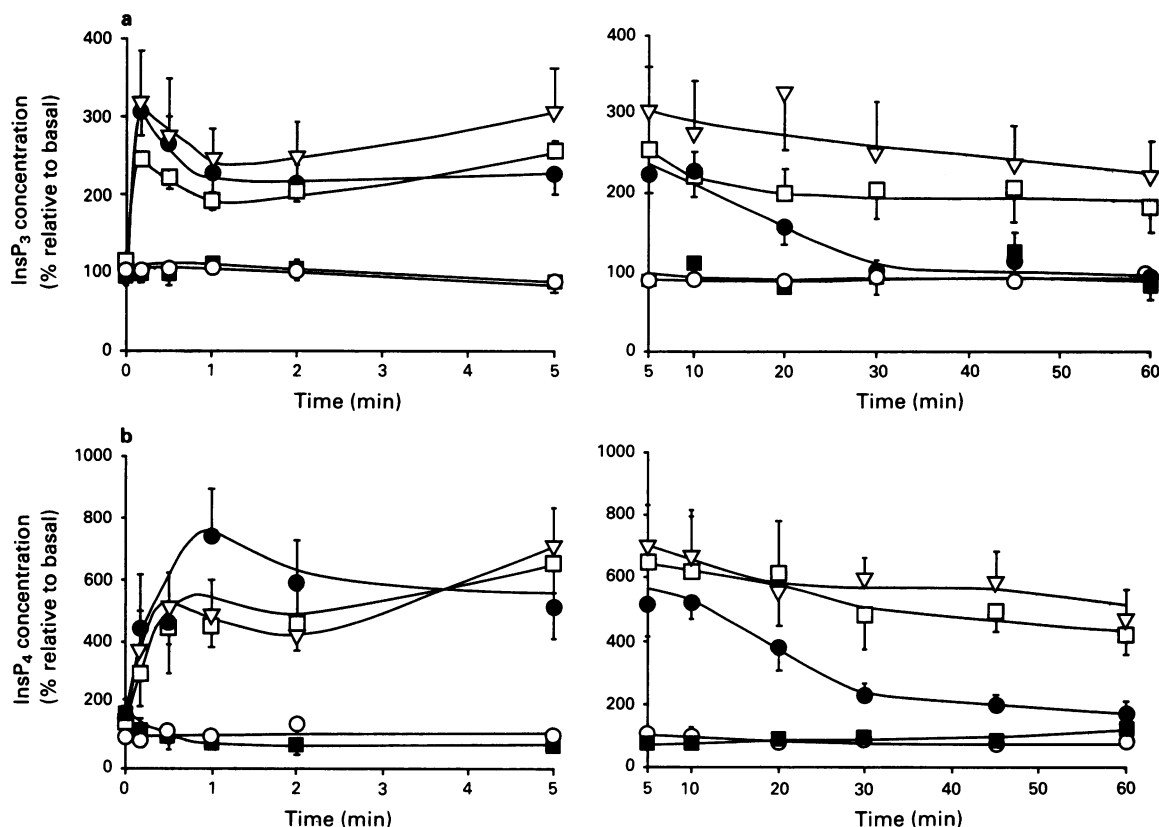 a
InsP3 concentration
(% relative to basal)
400
300
200
100
0
0 1 2 3 4 5
Time (min)
400
300
200
100
0
5 10 20 30 40 50 60
Time (min)
b
InsP4 concentration
(% relative to basal)
1000
800
600
400
200
0
0 1 2 3 4 5
Time (min)
1000
800
600
400
200
0
5 10 20 30 40 50 60
Time (min)